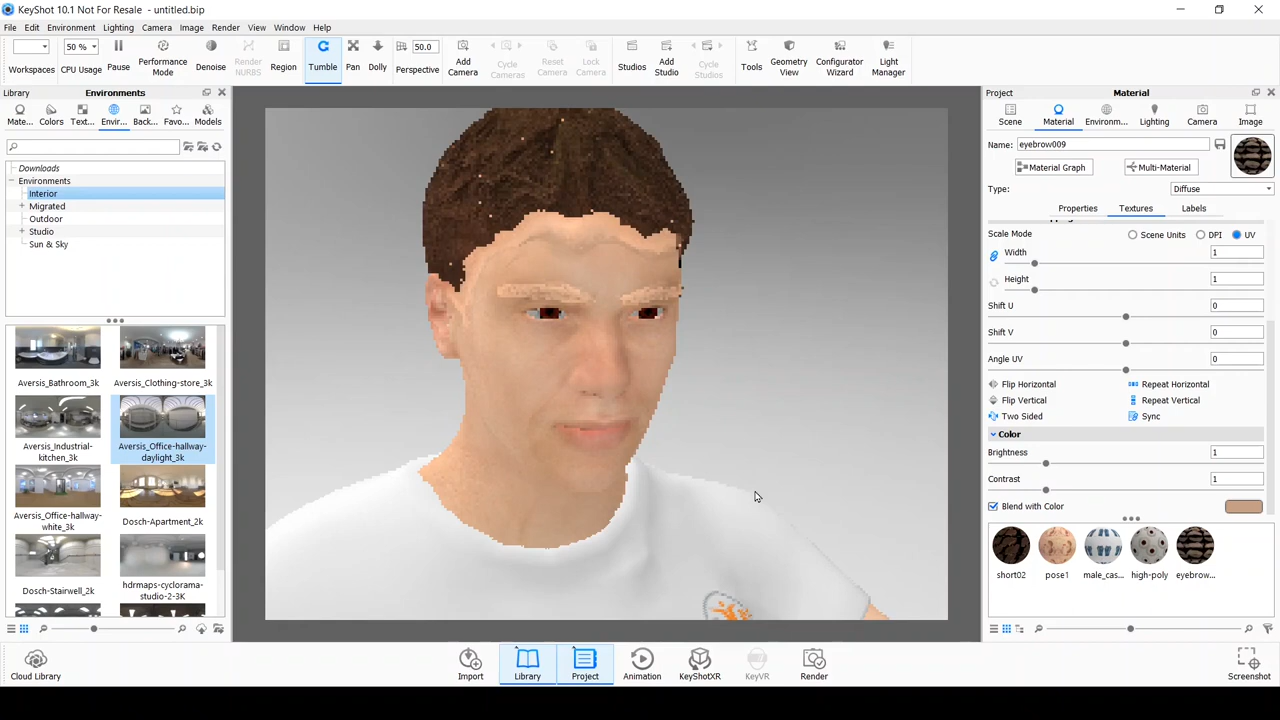 KeyShot 10.1 Not For Resale - untitled.bip
File Edit Environment Lighting Camera Image Render View Window Help
50 %
50.0
Workspaces CPU Usage Pause Performance Mode Denoise Render NURBS Region Tumble Pan Dolly Perspective Add Camera Cycle Cameras Reset Camera Lock Camera Studios Add Studio Cycle Studios Tools Geometry View Configurator Wizard Light Manager
Library Environments
Mate... Colors Text... Envir... Back... Favo... Models
Downloads
Environments
Interior
Migrated
Outdoor
Studio
Sun & Sky
Aversis_Bathroom_3k Aversis_Clothing-store_3k
Aversis_Industrial-kitchen_3k Aversis_Office-hallway-daylight_3k
Aversis_Office-hallway-white_3k Dosch-Apartment_2k
Dosch-Stairwell_2k hdrmaps-cyclorama-studio-2-3K
Project Material
Scene Material Environm... Lighting Camera Image
Name: eyebrow009
Material Graph Multi-Material
Type: Diffuse
Properties Textures Labels
Scale Mode Scene Units DPI UV
Width 1
Height 1
Shift U 0
Shift V 0
Angle UV 0
Flip Horizontal Repeat Horizontal
Flip Vertical Repeat Vertical
Two Sided Sync
Color
Brightness 1
Contrast 1
Blend with Color
short02 pose1 male_cas... high-poly eyebrow...
Cloud Library Import Library Project Animation KeyShotXR KeyVR Render Screenshot